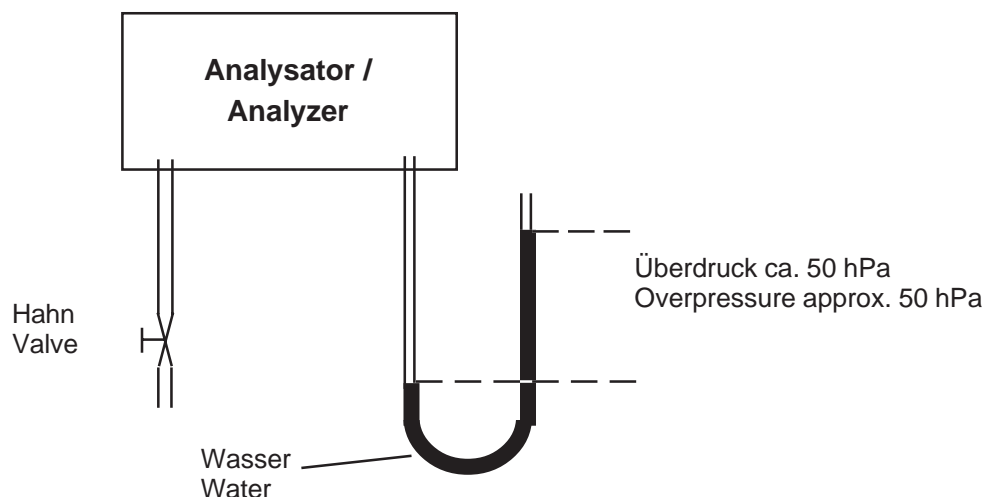 Analysator /
Analyzer
Überdruck ca. 50 hPa
Overpressure approx. 50 hPa
Hahn
Valve
Wasser
Water